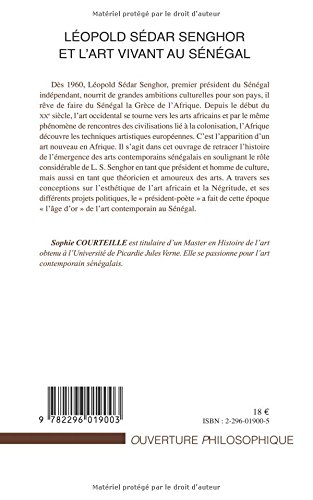 Matériel protégé par le droit d'auteur
LÉOPOLD SÉDAR SENGHOR
ET L'ART VIVANT AU SÉNÉGAL
Dès 1960, Léopold Sédar Senghor, premier président du Sénégal
indépendant, nourrit de grandes ambitions culturelles pour son pays, il
rêve de faire du Sénégal la Grèce de l'Afrique. Depuis le début du
XXe siècle, l'art occidental se tourne vers les arts africains et par le même
phénomène de rencontres des civilisations lié à la colonisation, l'Afrique
découvre les techniques artistiques européennes. C'est l'apparition d'un
art nouveau en Afrique. Il s'agit dans cet ouvrage de retracer l'histoire
de l'émergence des arts contemporains sénégalais en soulignant le rôle
considérable de L. S. Senghor en tant que président et homme de culture,
mais aussi en tant que théoricien et amoureux des arts. A travers ses
conceptions sur l'esthétique de l'art africain et la Négritude, et ses
différents projets politiques, le « président-poète » a fait de cette époque
« l'âge d'or » de l'art contemporain au Sénégal.
Sophie COURTEILLE est titulaire d'un Master en Histoire de l'art
obtenu à l'Université de Picardie Jules Verne. Elle se passionne pour l'art
contemporain sénégalais.
9 782296 019003
18 €
ISBN : 2-296-01900-5
OUVERTURE PHILOSOPHIQUE
Matériel protégé par le droit d'auteur